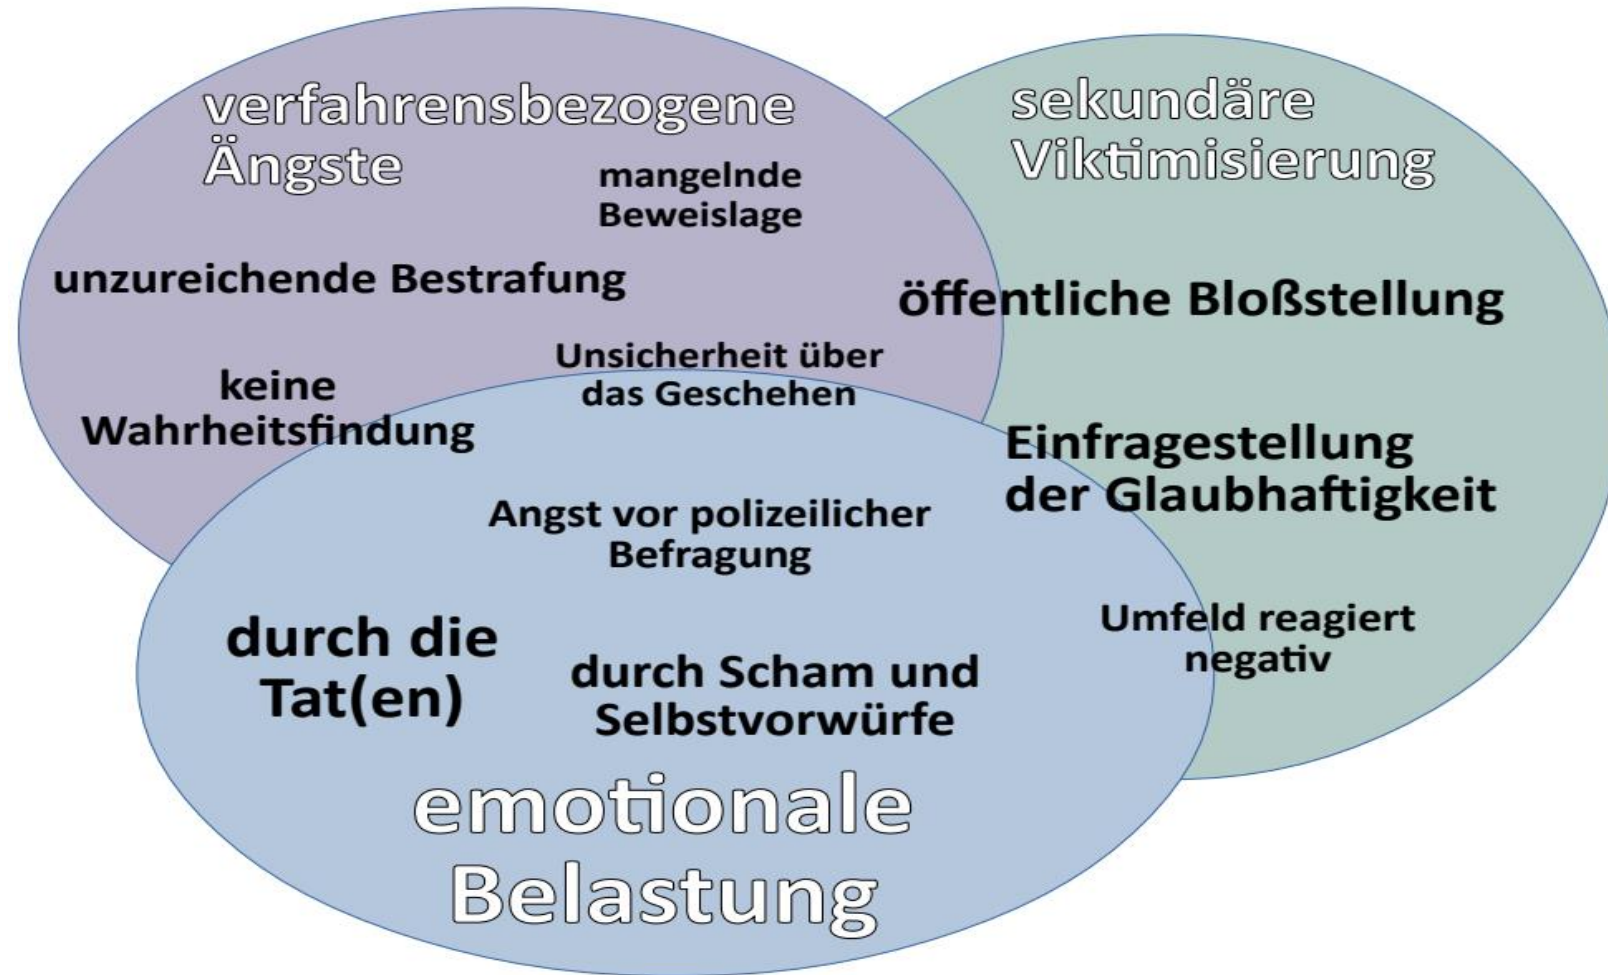 verfahrensbezogene
Ängste
mangelnde
Beweislage
unzureichende Bestrafung
keine
Wahrheitsfindung
Unsicherheit über
das Geschehen
sekundäre
Viktimisierung
öffentliche Bloßstellung
Einfragestellung
der Glaubhaftigkeit
Umfeld reagiert
negativ
Angst vor polizeilicher
Befragung
durch die
Tat(en)
durch Scham und
Selbstvorwürfe
emotionale
Belastung